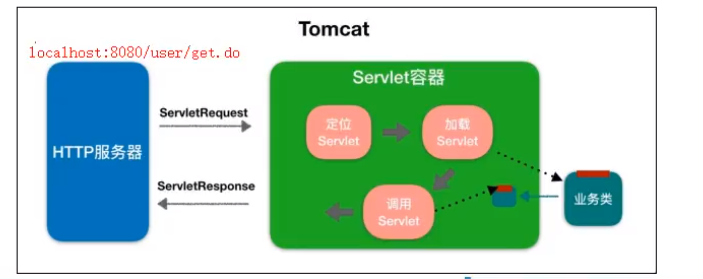 Tomcat
localhost:8080/user/get.do
Servlet容器
ServletRequest
定位
Servlet
加载
Servlet
HTTP服务器
ServletResponse
调用
Servlet
业务类